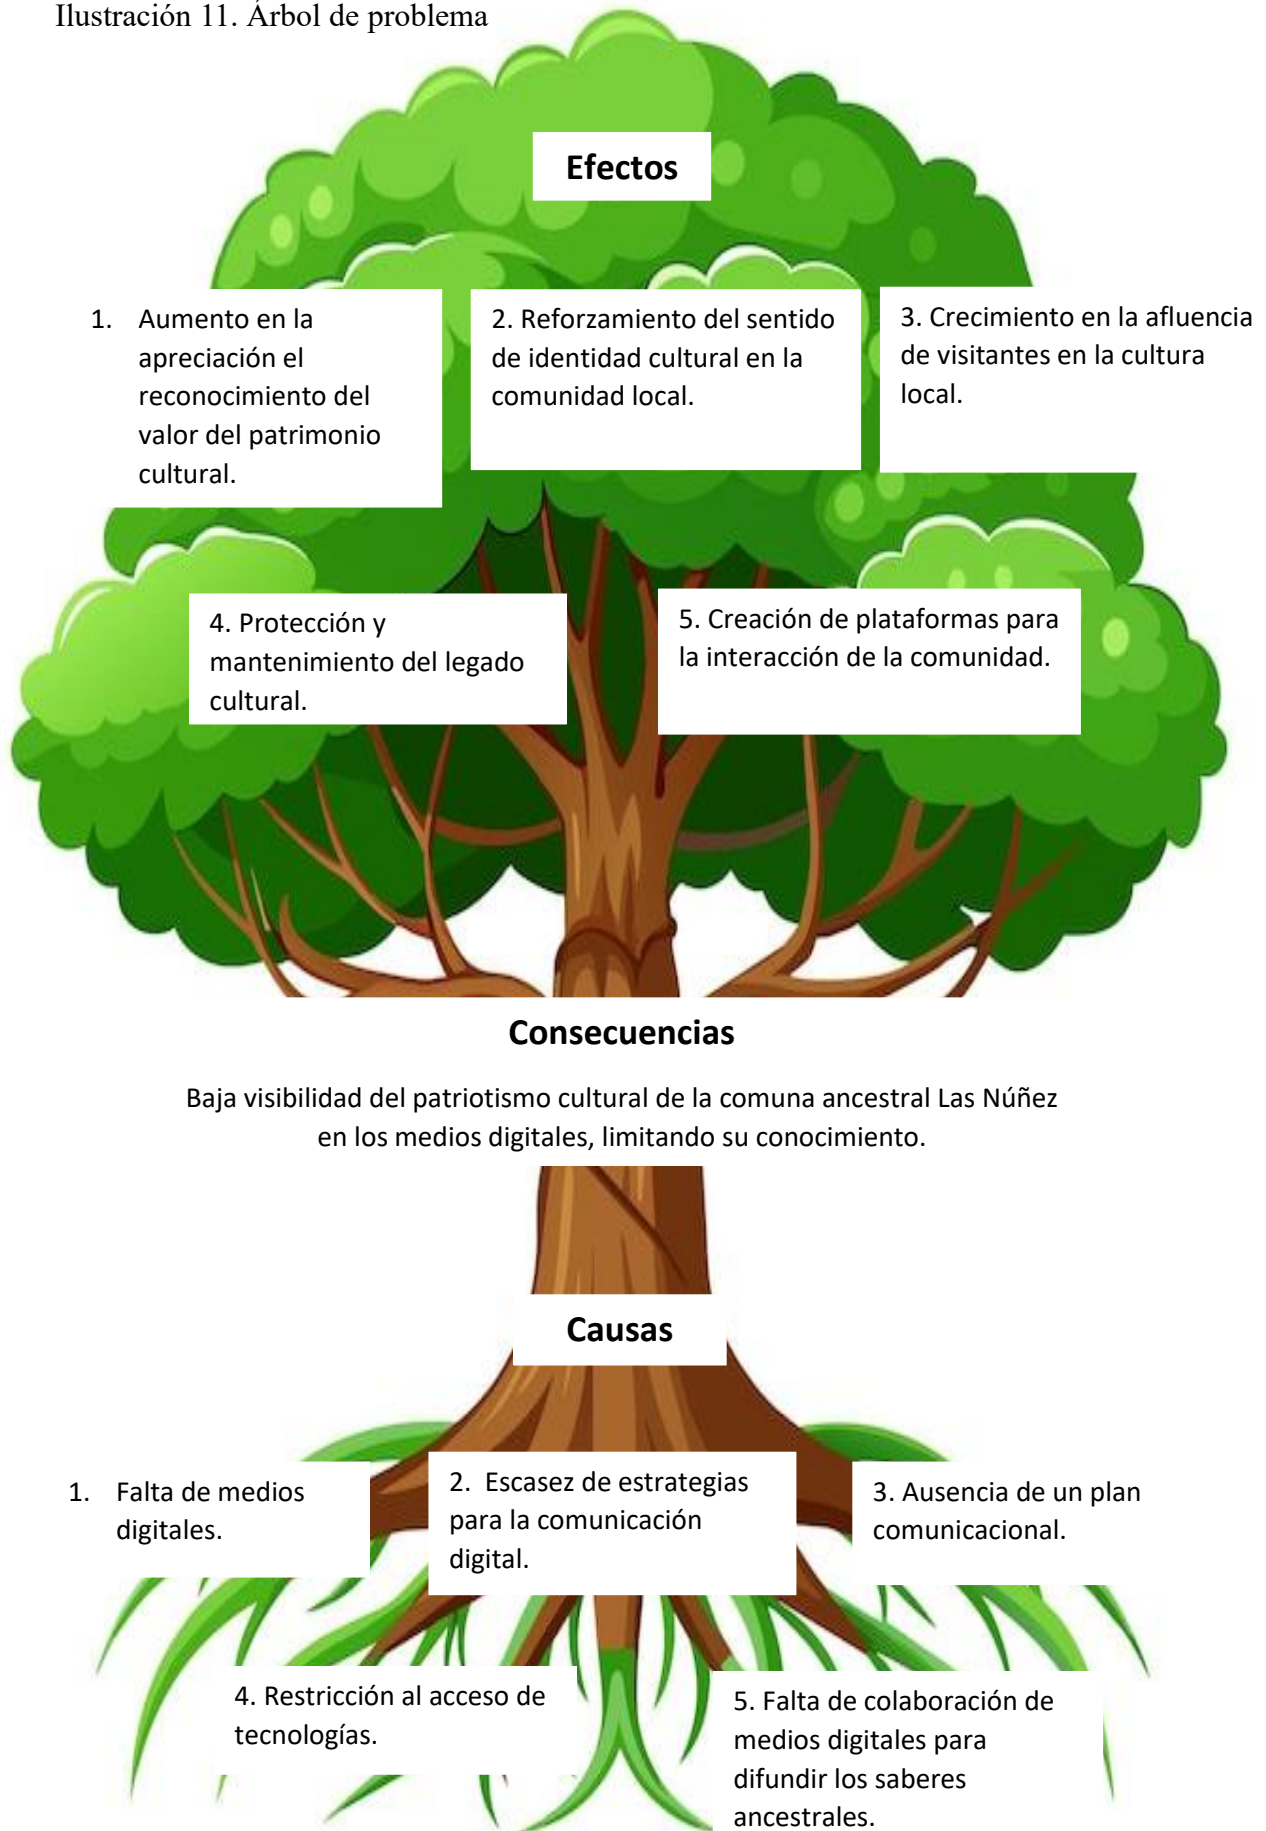 Ilustración 11. Árbol de problema
Efectos
1. Aumento en la
apreciación el
reconocimiento del
valor del patrimonio
cultural.
2. Reforzamiento del sentido
de identidad cultural en la
comunidad local.
3. Crecimiento en la afluencia
de visitantes en la cultura
local.
4. Protección y
mantenimiento del legado
cultural.
5. Creación de plataformas para
la interacción de la comunidad.
Consecuencias
Baja visibilidad del patriotismo cultural de la comuna ancestral Las Núñez
en los medios digitales, limitando su conocimiento.
Causas
1. Falta de medios
digitales.
2. Escasez de estrategias
para la comunicación
digital.
3. Ausencia de un plan
comunicacional.
4. Restricción al acceso de
tecnologías.
5. Falta de colaboración de
medios digitales para
difundir los saberes
ancestrales.